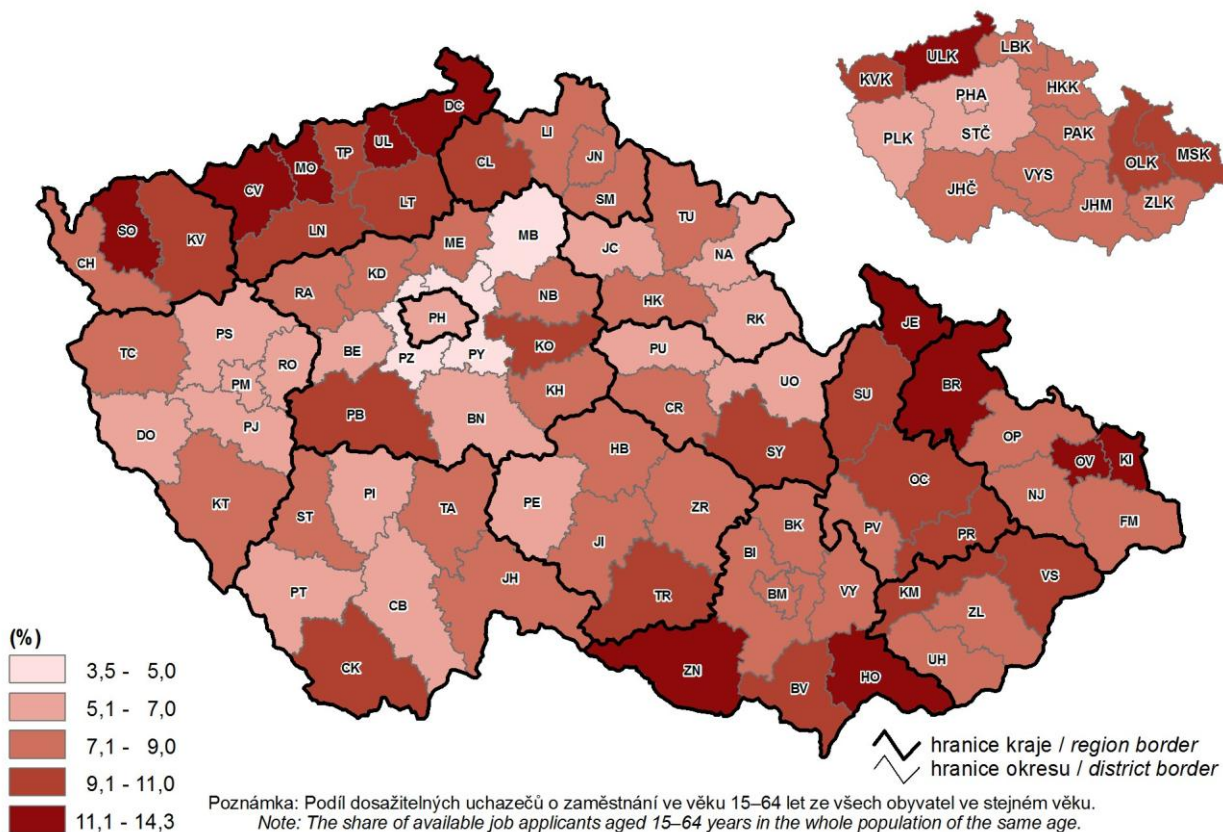 DC
UL
TP
MO
CV
LT
LN
SO
KV
CH
CL
LI
JN
SM
TU
MB
ME
JC
NA
KD
RA
NB
HK
RK
PH
KO
BE
PZ
PY
TC
PS
RO
PM
DO
PJ
PB
BN
KH
PU
UO
CR
SY
SU
JE
BR
OP
OV
KI
NJ
FM
OC
PV
PR
KT
ST
PI
TA
PE
HB
ZR
JI
BK
BI
BM
VY
TR
JH
PT
CB
CK
ZN
BV
HO
KM
VS
ZL
UH
ULK
LBK
KVK
HKK
PHA
STČ
PLK
PAK
OLK
MSK
VYS
JHČ
JHM
ZLK
(%)
3,5 - 5,0
5,1 - 7,0
7,1 - 9,0
9,1 - 11,0
11,1 - 14,3
hranice kraje / region border
hranice okresu / district border
Poznámka: Podíl dosažitelných uchazečů o zaměstnání ve věku 15–64 let ze všech obyvatel ve stejném věku.
Note: The share of available job applicants aged 15–64 years in the whole population of the same age.